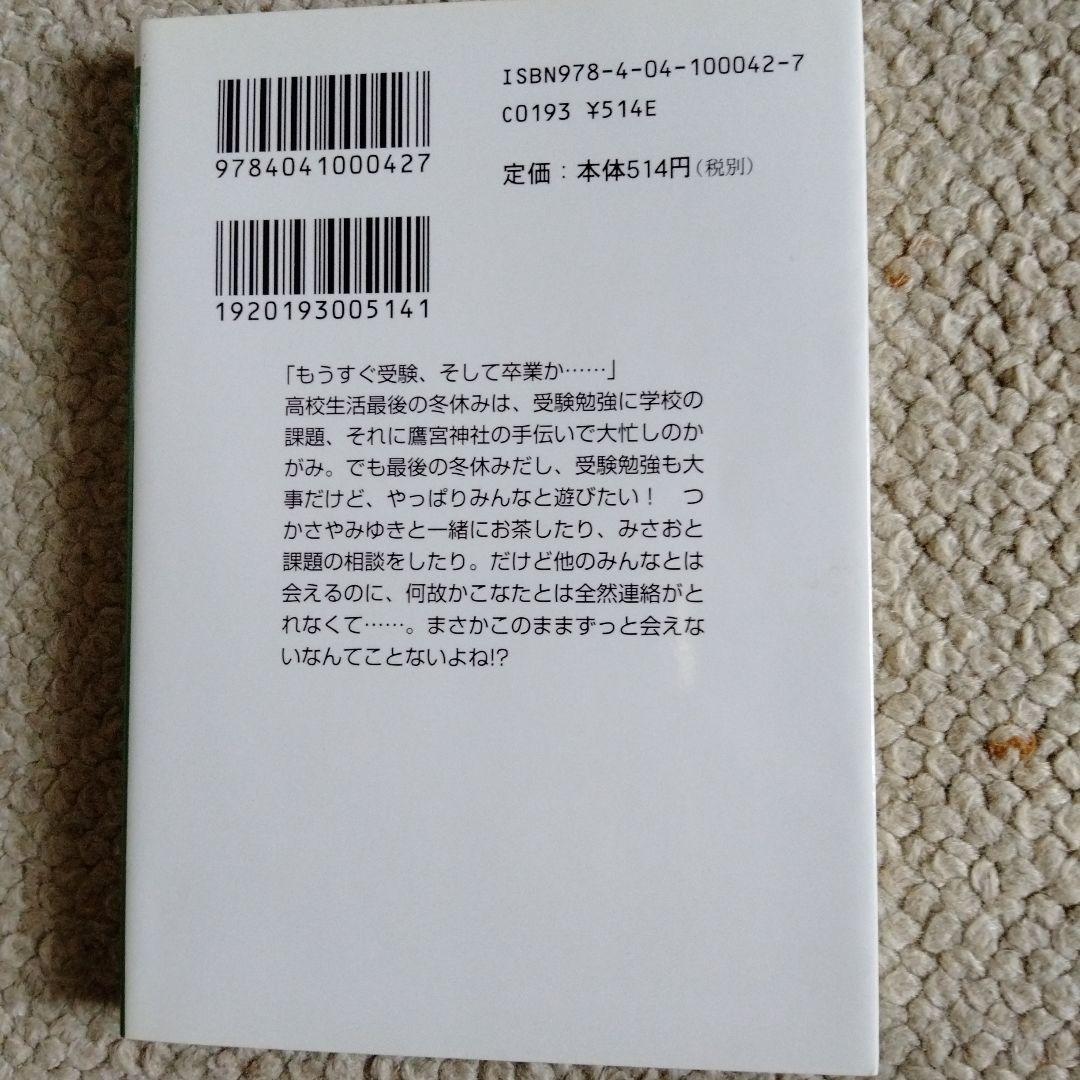 ISBN978-4-04-100042-7
C0193 ¥514E
9784041000427
定価：本体514円（税別）
1920193005141
「もうすぐ受験、そして卒業か……」
高校生活最後の冬休みは、受験勉強に学校の
課題、それに鷹宮神社の手伝いで大忙しのか
がみ。でも最後の冬休みだし、受験勉強も大
事だけど、やっぱりみんなと遊びたい！　つ
かさやみゆきと一緒にお茶したり、みさおと
課題の相談をしたり。だけど他のみんなとは
会えるのに、何故かこなたとは全然連絡がと
れなくて……。まさかこのままずっと会えな
いなんてことないよね!?